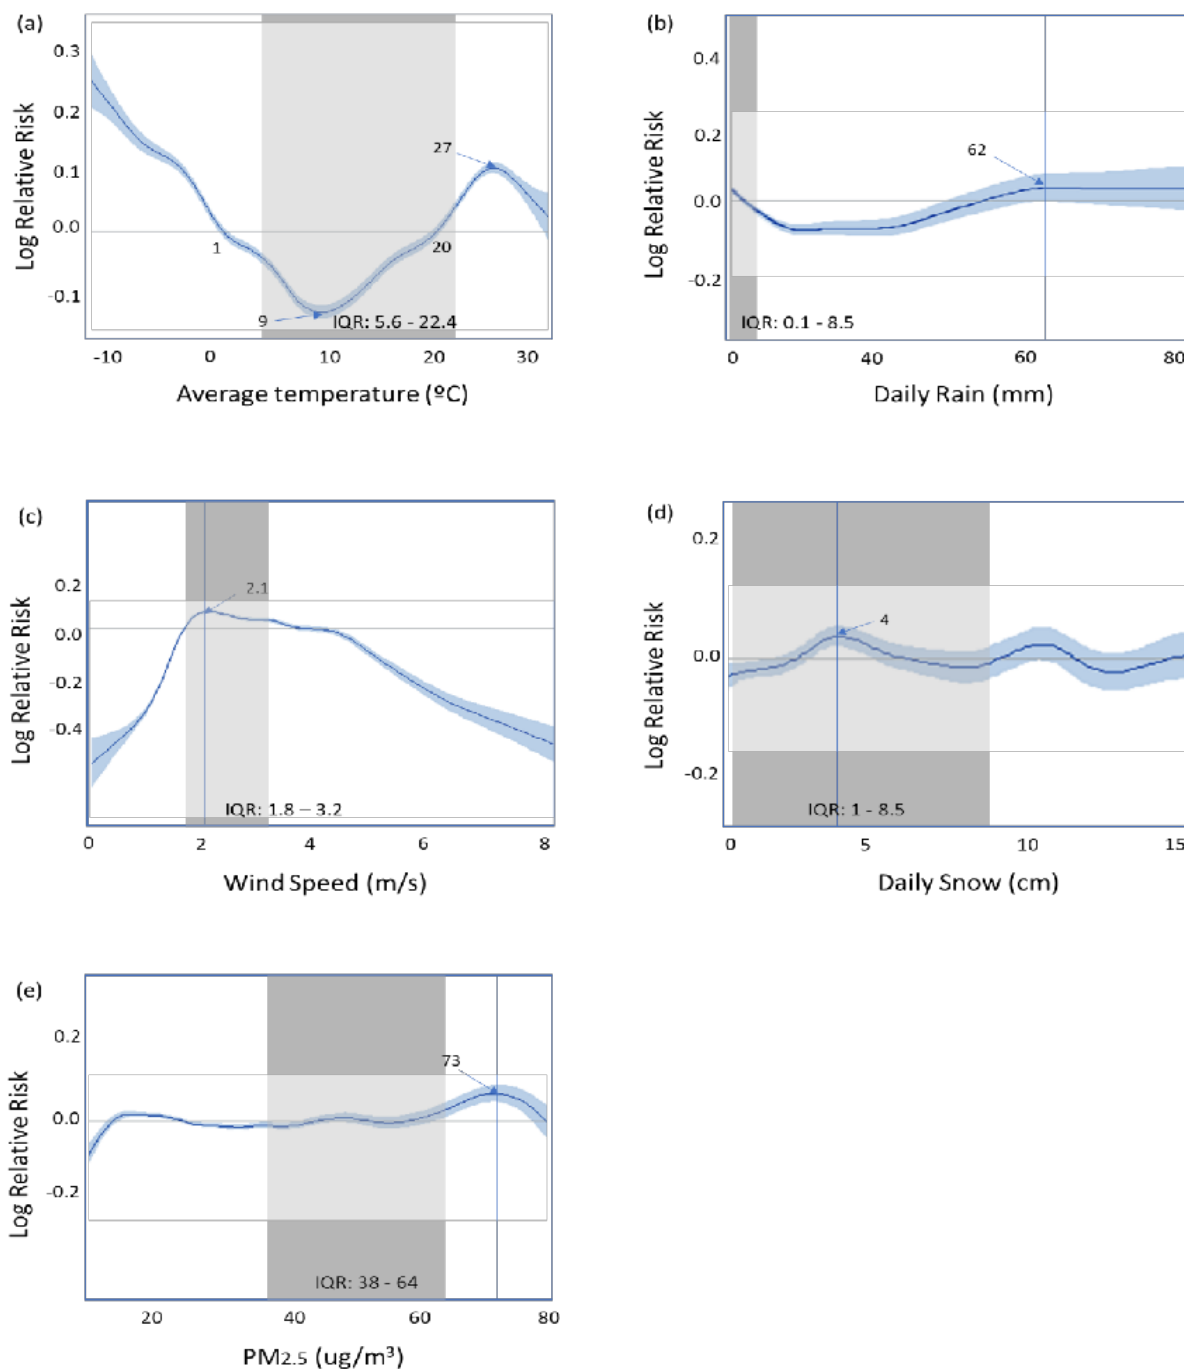 (a)
0.3
0.2
0.1
0.0
-0.1
Log Relative Risk
27
1
20
9
IQR: 5.6 - 22.4
-10
0
10
20
30
Average temperature (ºC)
(b)
0.4
0.2
0.0
-0.2
Log Relative Risk
62
IQR: 0.1 - 8.5
0
40
60
80
Daily Rain (mm)
(c)
0.2
0.0
-0.2
-0.4
Log Relative Risk
2.1
IQR: 1.8 – 3.2
0
2
4
6
8
Wind Speed (m/s)
(d)
0.2
0.0
-0.2
Log Relative Risk
4
IQR: 1 - 8.5
0
5
10
15
Daily Snow (cm)
(e)
0.2
0.0
-0.2
Log Relative Risk
73
IQR: 38 - 64
20
40
60
80
PM2.5 (ug/m³)